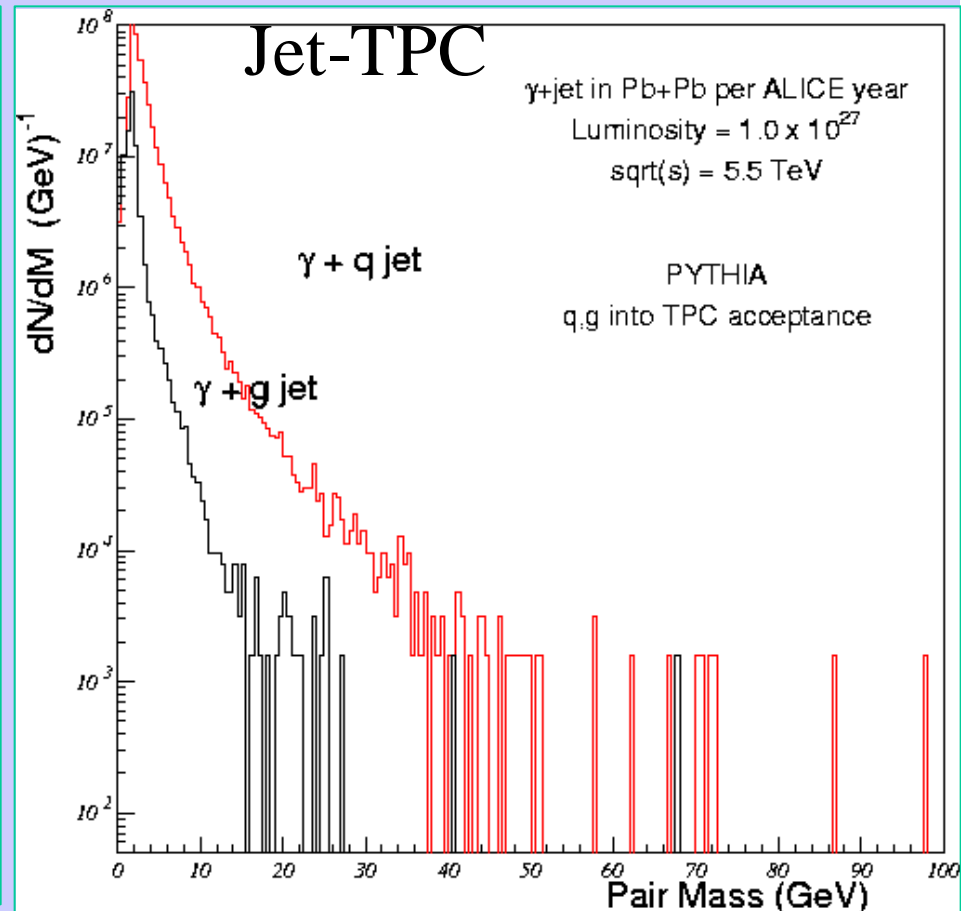 Jet-TPC
γ+jet in Pb+Pb per ALICE year
Luminosity = 1.0 x 10^27
sqrt(s) = 5.5 TeV
PYTHIA
q,g into TPC acceptance
γ + q jet
γ + g jet
dN/dM (GeV)^-1
10^8
10^7
10^6
10^5
10^4
10^3
10^2
0 10 20 30 40 50 60 70 80 90 100
Pair Mass (GeV)